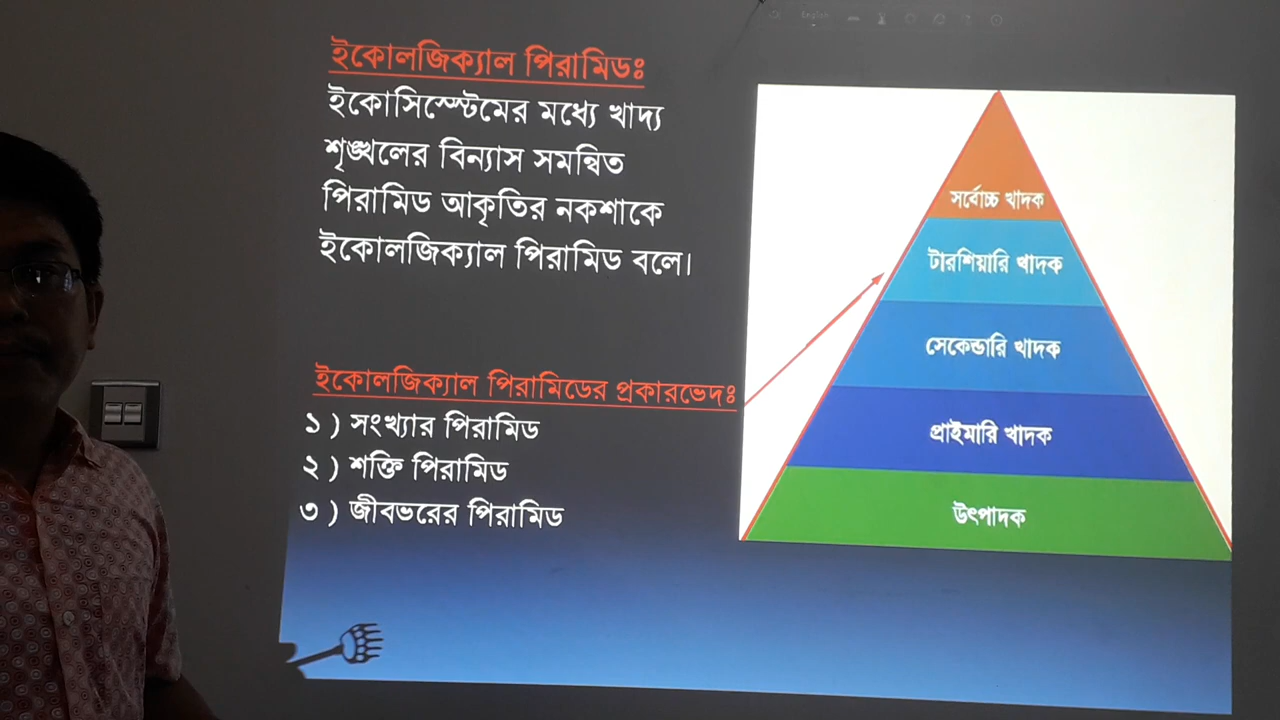 English
ইকোলজিক্যাল পিরামিডঃ
ইকোসিস্স্টেমের মধ্যে খাদ্য
শৃঙ্খলের বিন্যাস সমন্বিত
পিরামিড আকৃতির নকশাকে
ইকোলজিক্যাল পিরামিড বলে।
ইকোলজিক্যাল পিরামিডের প্রকারভেদঃ
১ ) সংখ্যার পিরামিড
২ ) শক্তি পিরামিড
৩ ) জীবভরের পিরামিড
সর্বোচ্চ খাদক
টারশিয়ারি খাদক
সেকেন্ডারি খাদক
প্রাইমারি খাদক
উৎপাদক